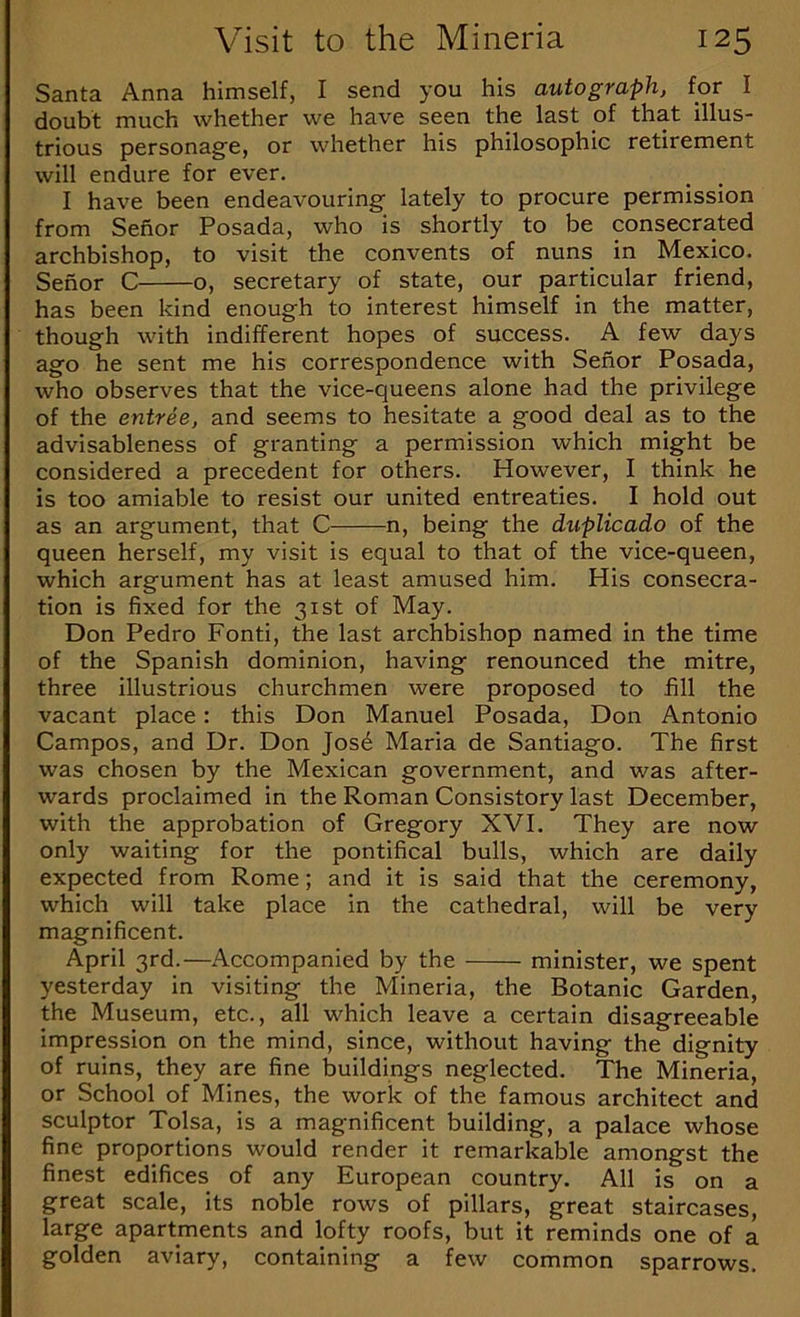 Visit to the Mineria 125
Santa Anna himself, I send you his autograph, for I
doubt much whether we have seen the last of that illus-
trious personage, or whether his philosophic retirement
will endure for ever.
I have been endeavouring lately to procure permission
from Señor Posada, who is shortly to be consecrated
archbishop, to visit the convents of nuns in Mexico.
Señor C——o, secretary of state, our particular friend,
has been kind enough to interest himself in the matter,
though with indifferent hopes of success. A few days
ago he sent me his correspondence with Señor Posada,
who observes that the vice-queens alone had the privilege
of the entrée, and seems to hesitate a good deal as to the
advisableness of granting a permission which might be
considered a precedent for others. However, I think he
is too amiable to resist our united entreaties. I hold out
as an argument, that C——n, being the duplicado of the
queen herself, my visit is equal to that of the vice-queen,
which argument has at least amused him. His consecra-
tion is fixed for the 31st of May.
Don Pedro Fonti, the last archbishop named in the time
of the Spanish dominion, having renounced the mitre,
three illustrious churchmen were proposed to fill the
vacant place: this Don Manuel Posada, Don Antonio
Campos, and Dr. Don José Maria de Santiago. The first
was chosen by the Mexican government, and was after-
wards proclaimed in the Roman Consistory last December,
with the approbation of Gregory XVI. They are now
only waiting for the pontifical bulls, which are daily
expected from Rome; and it is said that the ceremony,
which will take place in the cathedral, will be very
magnificent.
April 3rd.—Accompanied by the —— minister, we spent
yesterday in visiting the Mineria, the Botanic Garden,
the Museum, etc., all which leave a certain disagreeable
impression on the mind, since, without having the dignity
of ruins, they are fine buildings neglected. The Mineria,
or School of Mines, the work of the famous architect and
sculptor Tolsa, is a magnificent building, a palace whose
fine proportions would render it remarkable amongst the
finest edifices of any European country. All is on a
great scale, its noble rows of pillars, great staircases,
large apartments and lofty roofs, but it reminds one of a
golden aviary, containing a few common sparrows.